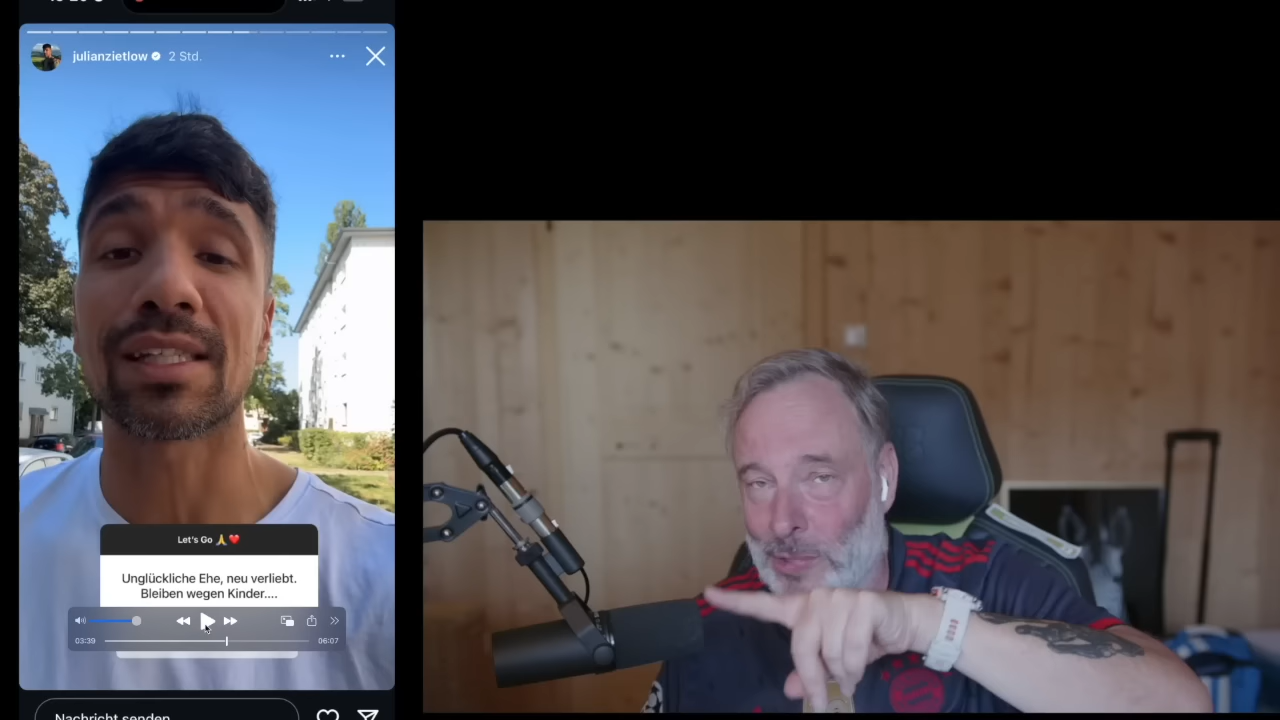 julianzietlow 2 Std.
Let's Go 🙏❤️
Unglückliche Ehe, neu verliebt.
Bleiben wegen Kinder....
03:39 06:07
Nachricht senden